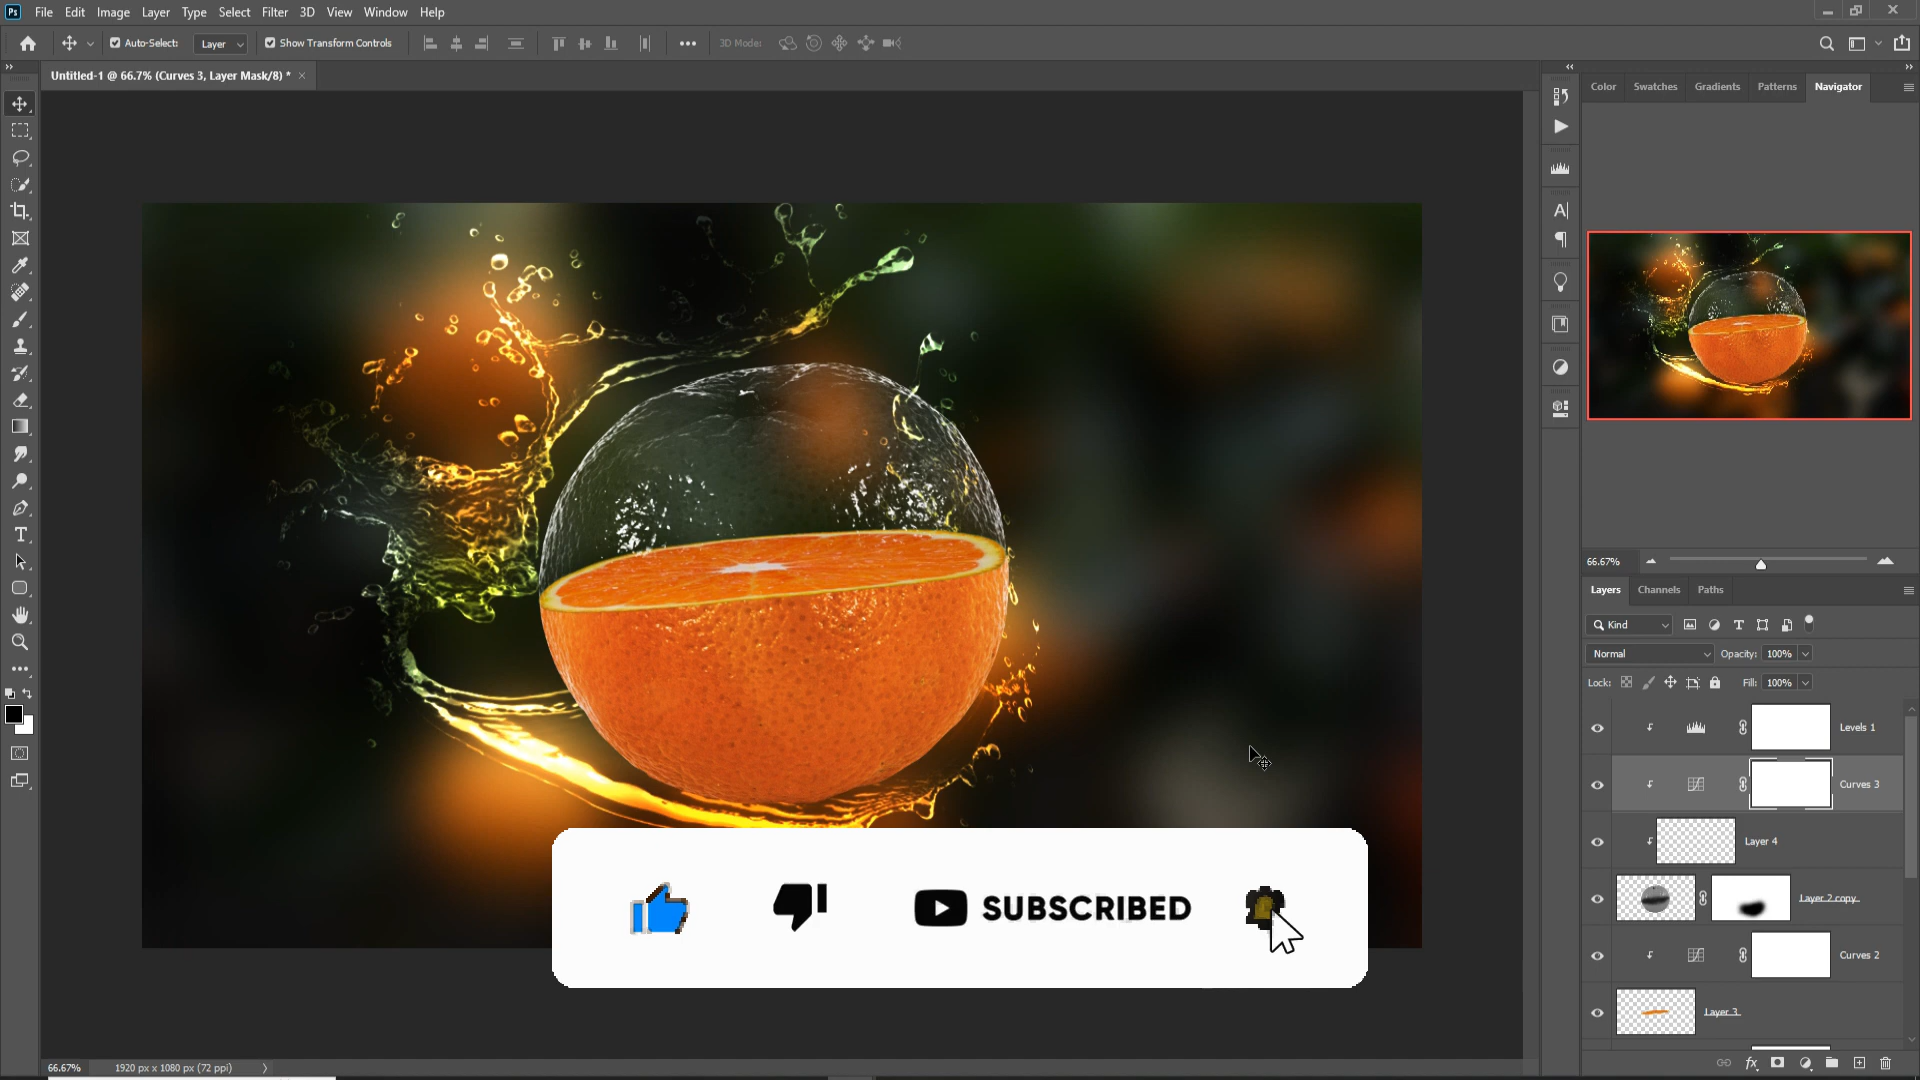 Ps File Edit Image Layer Type Select Filter 3D View Window Help
Auto-Select: Layer Show Transform Controls 3D Mode:
Untitled-1 @ 66.7% (Curves 3, Layer Mask/8) *
Color Swatches Gradients Patterns Navigator
66.67%
Layers Channels Paths
Kind
Normal Opacity: 100%
Lock: Fill: 100%
Levels 1
Curves 3
Layer 4
Layer 2 copy
Curves 2
Layer 3
SUBSCRIBED
66.67% 1920 px x 1080 px (72 ppi)